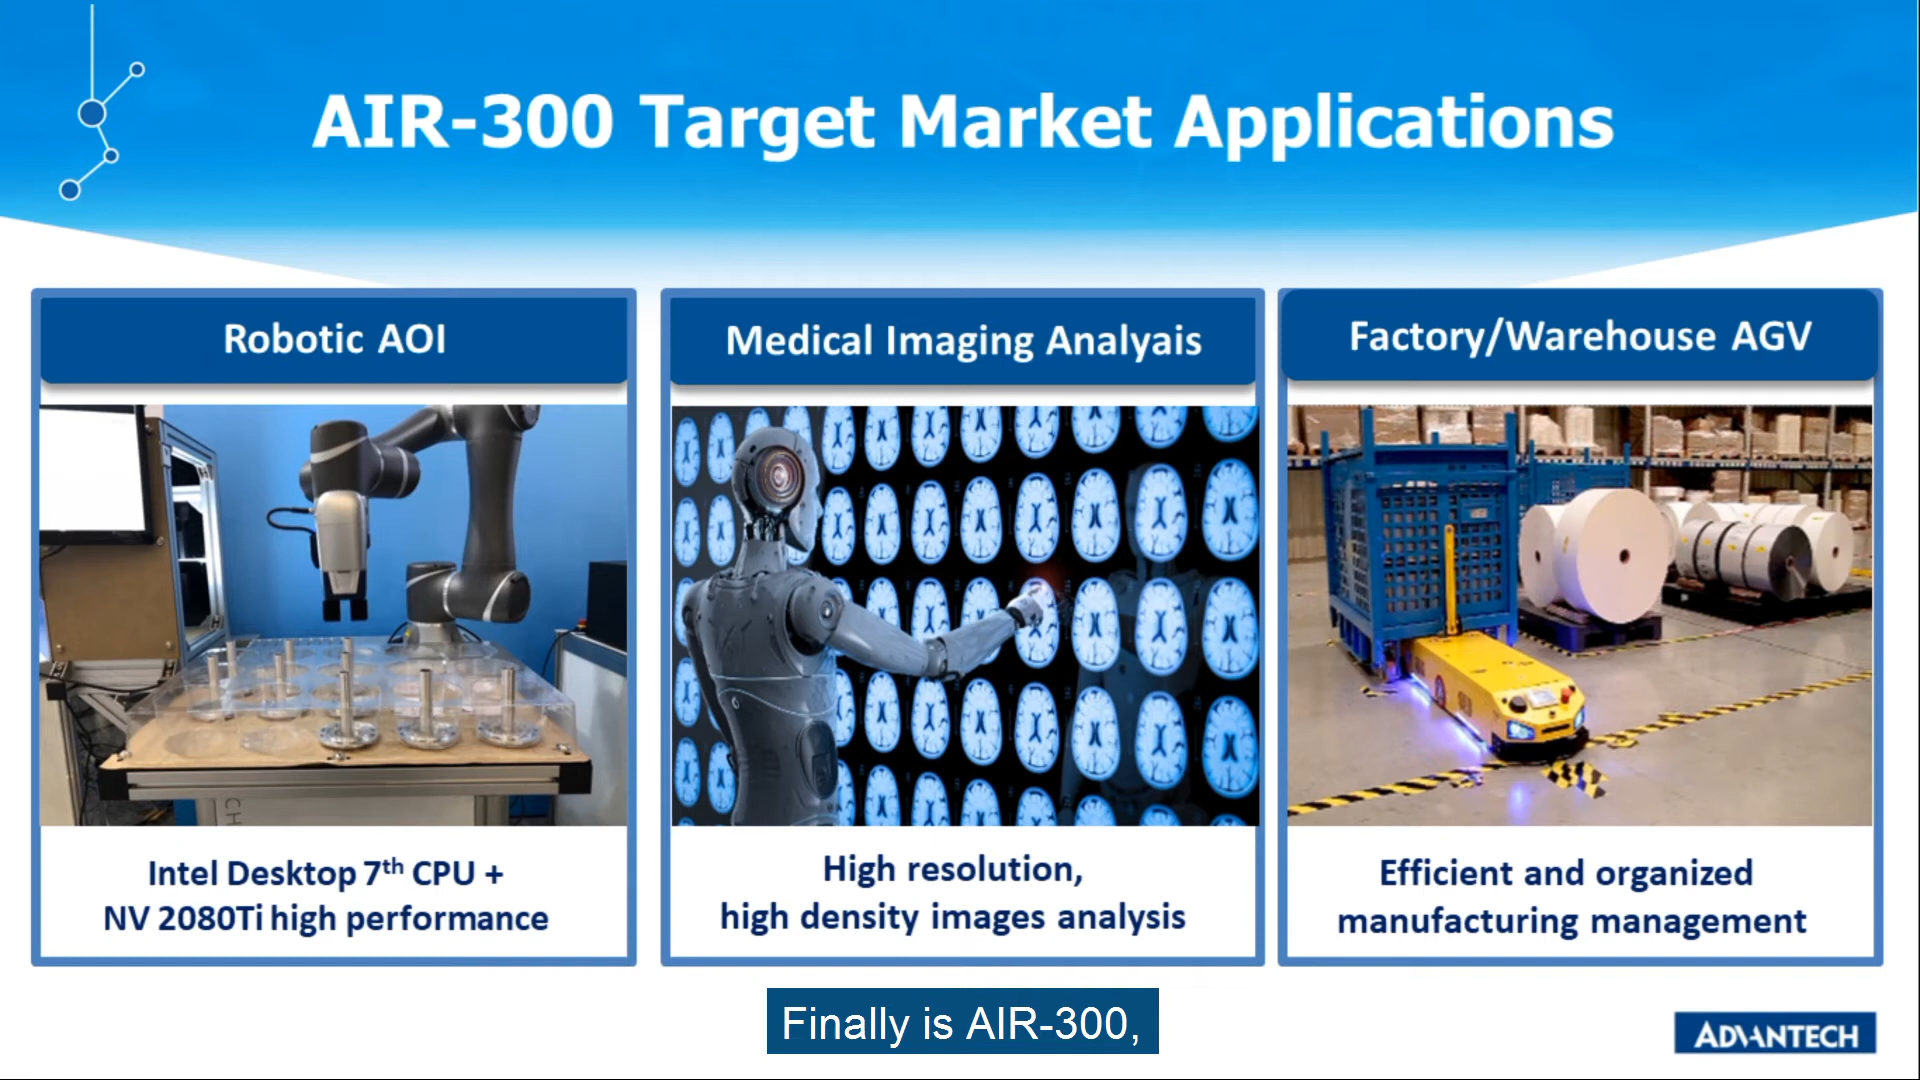 AIR-300 Target Market Applications
Robotic AOI
Intel Desktop 7th CPU +
NV 2080Ti high performance
Medical Imaging Analyais
High resolution,
high density images analysis
Factory/Warehouse AGV
Efficient and organized
manufacturing management
Finally is AIR-300,
ADVANTECH